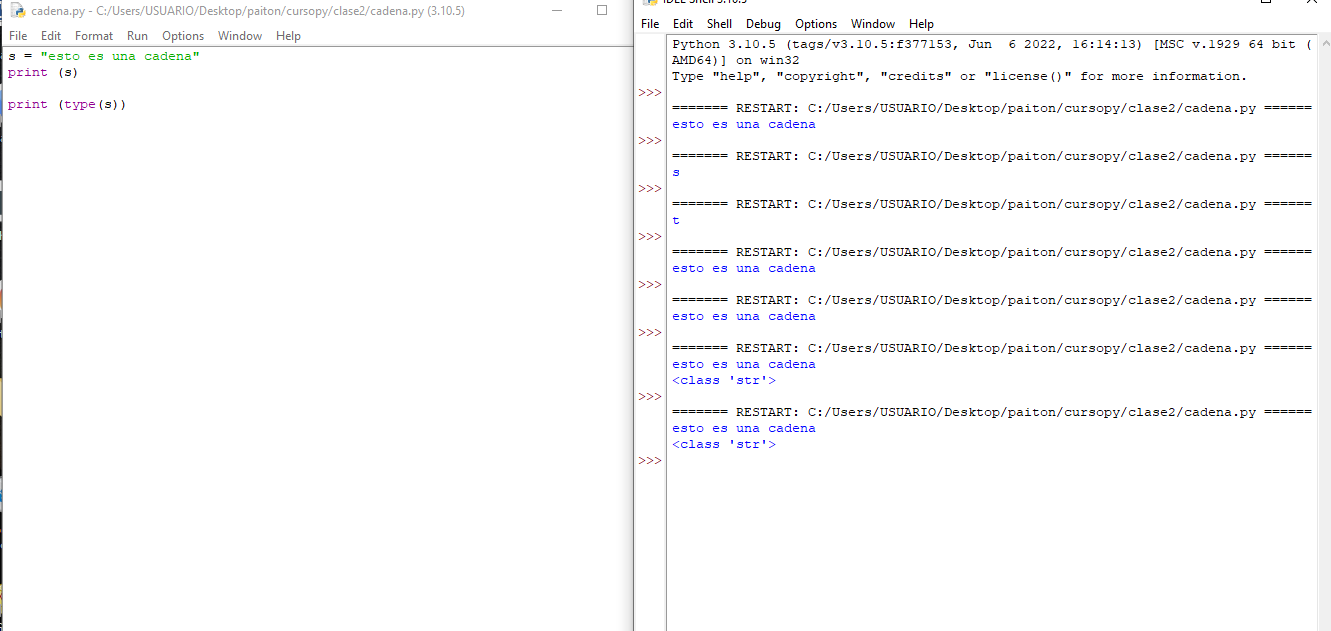 cadena.py - C:/Users/USUARIO/Desktop/paiton/cursopy/clase2/cadena.py (3.10.5)
File Edit Format Run Options Window Help
s = "esto es una cadena"
print (s)
print (type(s))
IDLE Shell 3.10.5
File Edit Shell Debug Options Window Help
Python 3.10.5 (tags/v3.10.5:f377153, Jun  6 2022, 16:14:13) [MSC v.1929 64 bit (
AMD64)] on win32
Type "help", "copyright", "credits" or "license()" for more information.
>>>
======= RESTART: C:/Users/USUARIO/Desktop/paiton/cursopy/clase2/cadena.py ======
esto es una cadena
>>>
======= RESTART: C:/Users/USUARIO/Desktop/paiton/cursopy/clase2/cadena.py ======
s
>>>
======= RESTART: C:/Users/USUARIO/Desktop/paiton/cursopy/clase2/cadena.py ======
t
>>>
======= RESTART: C:/Users/USUARIO/Desktop/paiton/cursopy/clase2/cadena.py ======
esto es una cadena
>>>
======= RESTART: C:/Users/USUARIO/Desktop/paiton/cursopy/clase2/cadena.py ======
esto es una cadena
>>>
======= RESTART: C:/Users/USUARIO/Desktop/paiton/cursopy/clase2/cadena.py ======
esto es una cadena
<class 'str'>
>>>
======= RESTART: C:/Users/USUARIO/Desktop/paiton/cursopy/clase2/cadena.py ======
esto es una cadena
<class 'str'>
>>>